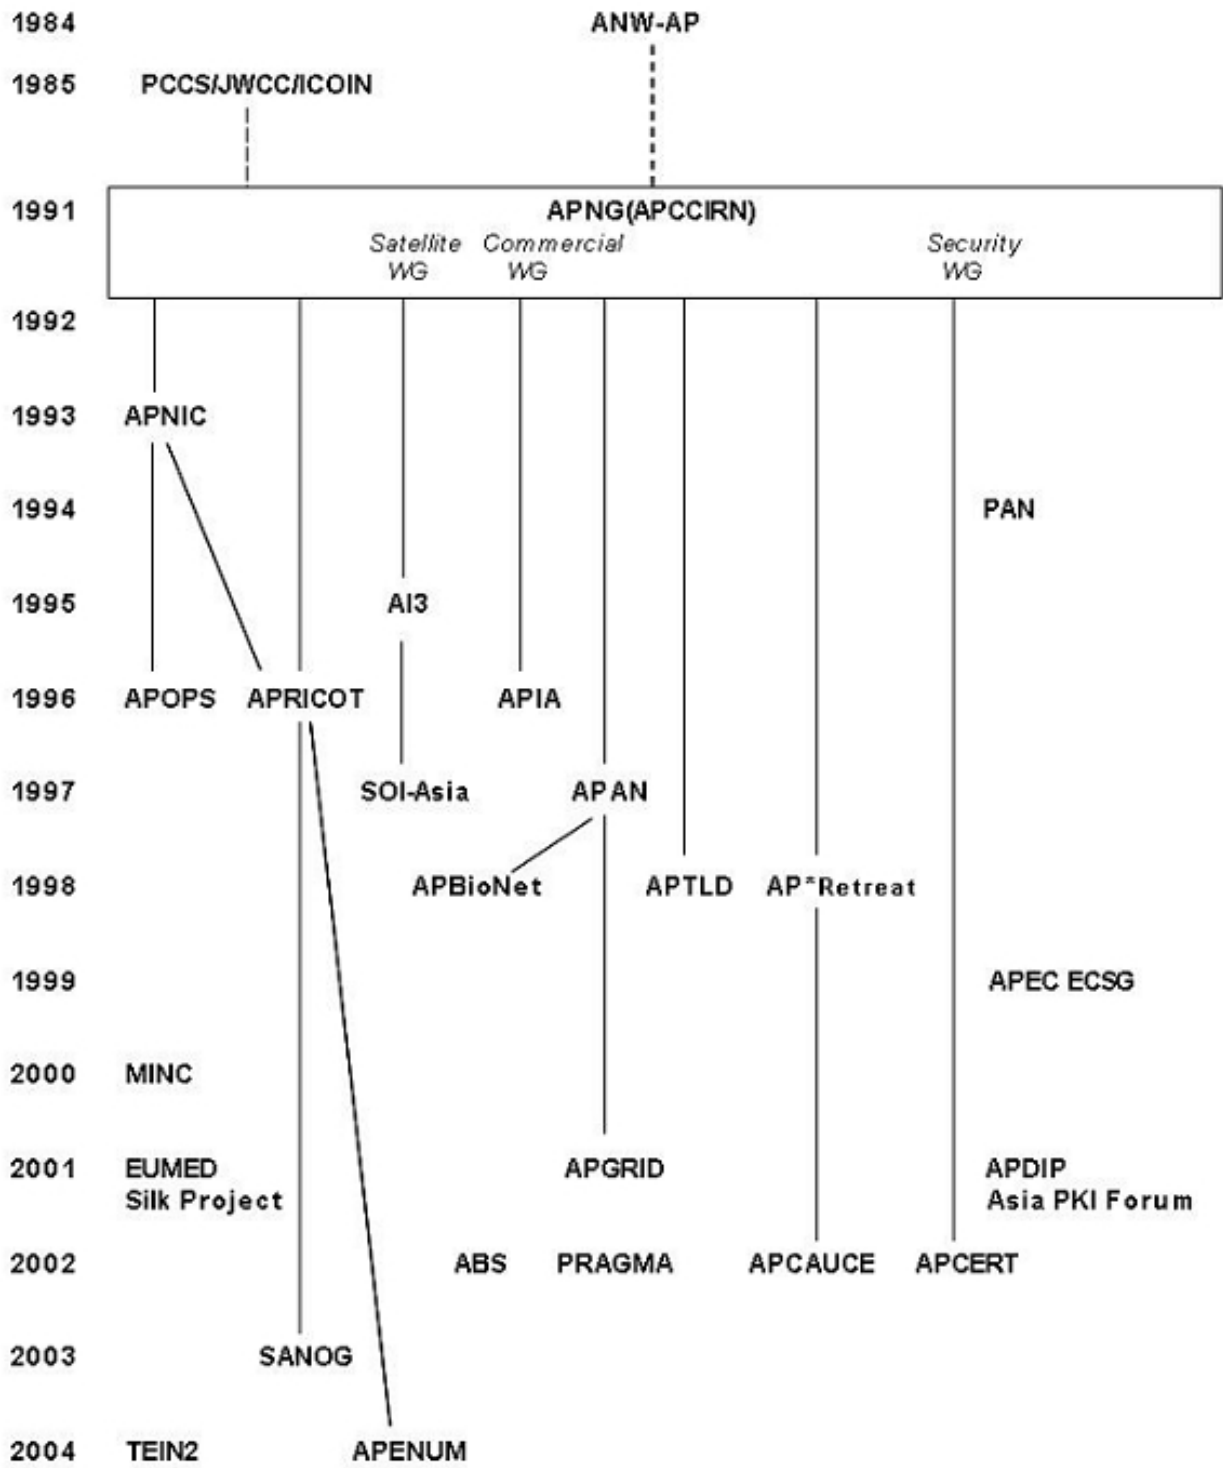 1984 ANW-AP
1985 PCCS/JWCC/ICOIN
1991 APNG(APCCIRN)
Satellite Commercial Security
WG WG WG
1992
1993 APNIC
1994 PAN
1995 AI3
1996 APOPS APRICOT APIA
1997 SOI-Asia APAN
1998 APBioNet APTLD AP*Retreat
1999 APEC ECSG
2000 MINC
2001 EUMED APGRID APDIP
Silk Project Asia PKI Forum
2002 ABS PRAGMA APCAUCE APCERT
2003 SANOG
2004 TEIN2 APENUM